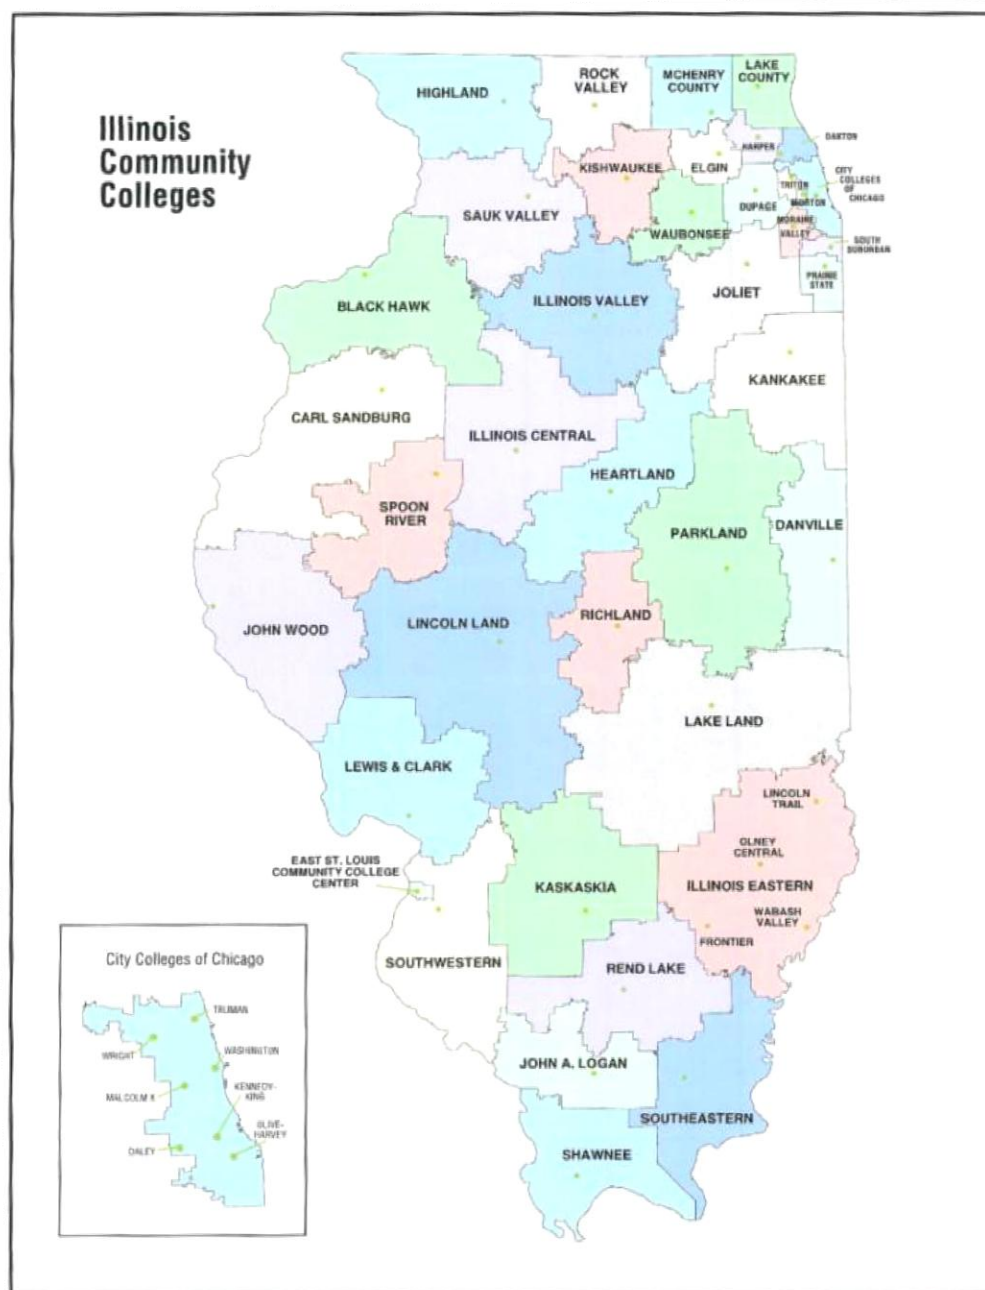 Illinois
Community
Colleges
HIGHLAND
ROCK
VALLEY
MCHENRY
COUNTY
LAKE
COUNTY
HARPER
OAKTON
KISHWAUKEE
ELGIN
CITY
COLLEGES
OF
CHICAGO
TRITON
MORTON
DUPAGE
SAUK VALLEY
WAUBONSEE
MORAINE
VALLEY
SOUTH
SUBURBAN
PRAIRIE
STATE
BLACK HAWK
ILLINOIS VALLEY
JOLIET
KANKAKEE
CARL SANDBURG
ILLINOIS CENTRAL
HEARTLAND
SPOON
RIVER
PARKLAND
DANVILLE
JOHN WOOD
LINCOLN LAND
RICHLAND
LAKE LAND
LEWIS & CLARK
LINCOLN
TRAIL
OLNEY
CENTRAL
EAST ST. LOUIS
COMMUNITY COLLEGE
CENTER
KASKASKIA
ILLINOIS EASTERN
WABASH
VALLEY
FRONTIER
SOUTHWESTERN
REND LAKE
JOHN A. LOGAN
SOUTHEASTERN
SHAWNEE
City Colleges of Chicago
TRUMAN
WRIGHT
WASHINGTON
MALCOLM X
KENNEDY-
KING
OLIVE-
HARVEY
DALEY